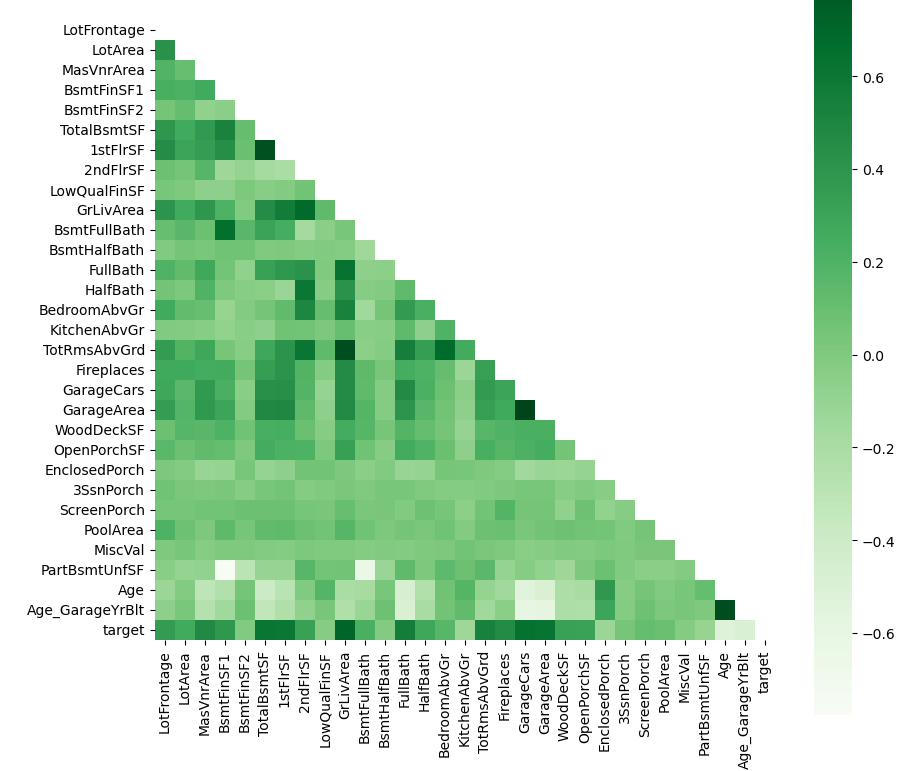 LotFrontage
LotArea
MasVnrArea
BsmtFinSF1
BsmtFinSF2
TotalBsmtSF
1stFlrSF
2ndFlrSF
LowQualFinSF
GrLivArea
BsmtFullBath
BsmtHalfBath
FullBath
HalfBath
BedroomAbvGr
KitchenAbvGr
TotRmsAbvGrd
Fireplaces
GarageCars
GarageArea
WoodDeckSF
OpenPorchSF
EnclosedPorch
3SsnPorch
ScreenPorch
PoolArea
MiscVal
PartBsmtUnfSF
Age
Age_GarageYrBlt
target
LotFrontage
LotArea
MasVnrArea
BsmtFinSF1
BsmtFinSF2
TotalBsmtSF
1stFlrSF
2ndFlrSF
LowQualFinSF
GrLivArea
BsmtFullBath
BsmtHalfBath
FullBath
HalfBath
BedroomAbvGr
KitchenAbvGr
TotRmsAbvGrd
Fireplaces
GarageCars
GarageArea
WoodDeckSF
OpenPorchSF
EnclosedPorch
3SsnPorch
ScreenPorch
PoolArea
MiscVal
PartBsmtUnfSF
Age
Age_GarageYrBlt
target
0.6
0.4
0.2
0.0
−0.2
−0.4
−0.6